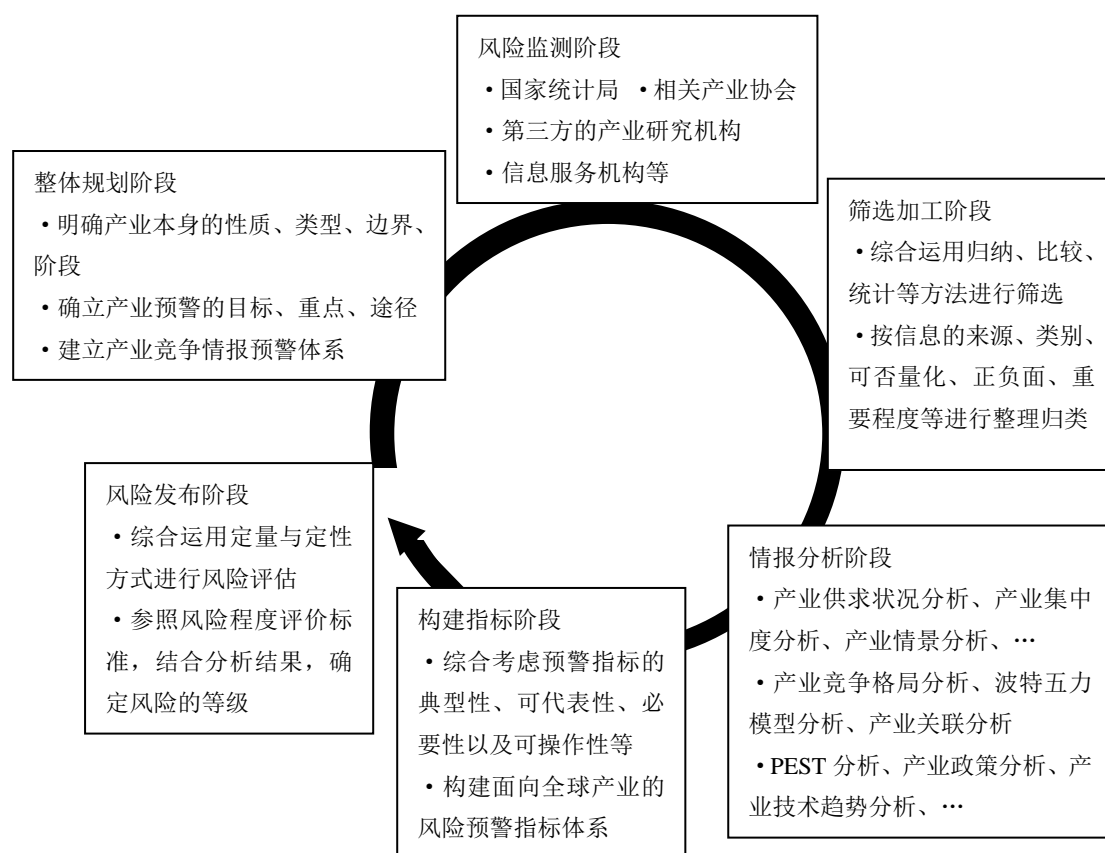 整体规划阶段
・明确产业本身的性质、类型、边界、
阶段
・确立产业预警的目标、重点、途径
・建立产业竞争情报预警体系
风险监测阶段
・国家统计局 ・相关产业协会
・第三方的产业研究机构
・信息服务机构等
筛选加工阶段
・综合运用归纳、比较、
统计等方法进行筛选
・按信息的来源、类别、
可否量化、正负面、重
要程度等进行整理归类
情报分析阶段
・产业供求状况分析、产业集中
度分析、产业情景分析、…
・产业竞争格局分析、波特五力
模型分析、产业关联分析
・PEST 分析、产业政策分析、产
业技术趋势分析、…
构建指标阶段
・综合考虑预警指标的
典型性、可代表性、必
要性以及可操作性等
・构建面向全球产业的
风险预警指标体系
风险发布阶段
・综合运用定量与定性
方式进行风险评估
・参照风险程度评价标
准，结合分析结果，确
定风险的等级